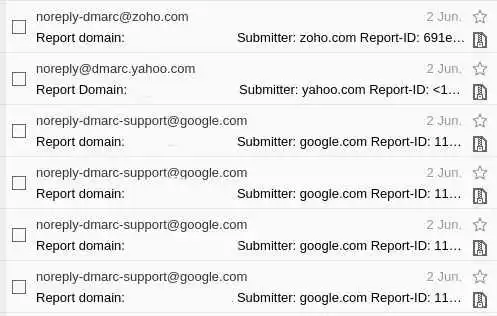 noreply-dmarc@zoho.com 2 Jun.
Report domain: Submitter: zoho.com Report-ID: 691e...
noreply@dmarc.yahoo.com 2 Jun.
Report Domain: Submitter: yahoo.com Report-ID: <1...
noreply-dmarc-support@google.com 2 Jun.
Report domain: Submitter: google.com Report-ID: 11...
noreply-dmarc-support@google.com 2 Jun.
Report domain: Submitter: google.com Report-ID: 11...
noreply-dmarc-support@google.com 2 Jun.
Report domain: Submitter: google.com Report-ID: 11...
noreply-dmarc-support@google.com 2 Jun.
Report domain: Submitter: google.com Report-ID: 11...